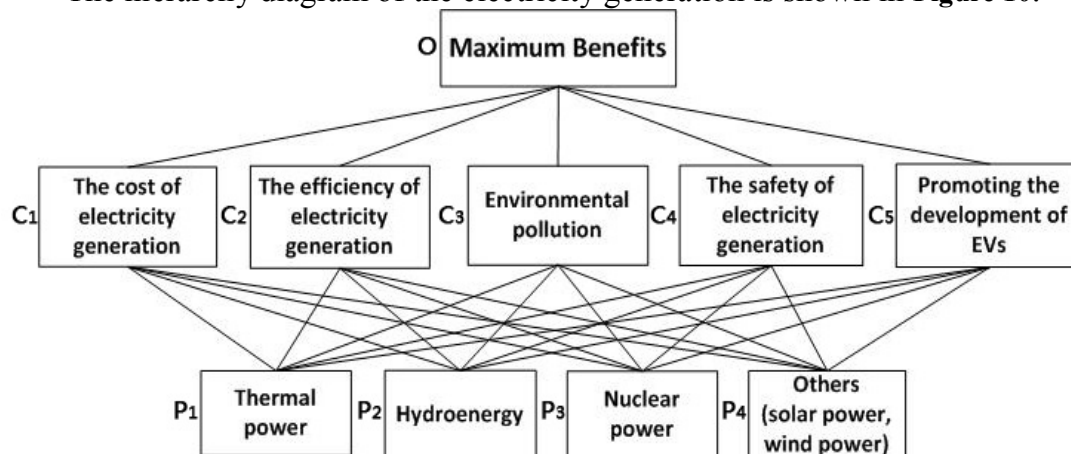 The hierarchy diagram of the electricity generation is shown in Figure 10.
O Maximum Benefits
C1 The cost of
electricity
generation
C2 The efficiency of
electricity
generation
C3 Environmental
pollution
C4 The safety of
electricity
generation
C5 Promoting the
development of
EVs
P1 Thermal
power
P2 Hydroenergy
P3 Nuclear
power
P4 Others
(solar power,
wind power)